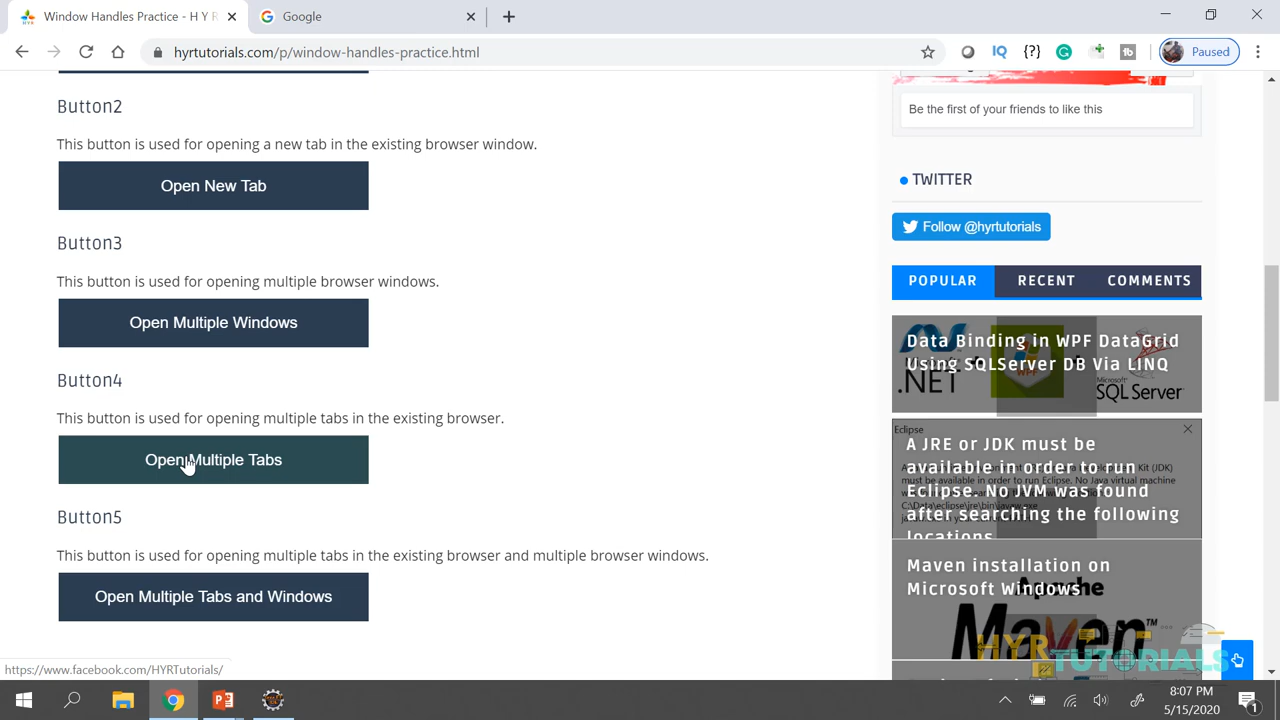 Window Handles Practice - H Y R
Google
hyrtutorials.com/p/window-handles-practice.html
Paused
Button2
This button is used for opening a new tab in the existing browser window.
Open New Tab
Button3
This button is used for opening multiple browser windows.
Open Multiple Windows
Button4
This button is used for opening multiple tabs in the existing browser.
Open Multiple Tabs
Button5
This button is used for opening multiple tabs in the existing browser and multiple browser windows.
Open Multiple Tabs and Windows
https://www.facebook.com/HYRTutorials/
Be the first of your friends to like this
TWITTER
Follow @hyrtutorials
POPULAR
RECENT
COMMENTS
Data Binding in WPF DataGrid
Using SQLServer DB Via LINQ
.NET
WPF
Microsoft
SQL Server
Eclipse
A JRE or JDK must be
available in order to run
Eclipse. No JVM was found
after searching the following
locations
Maven installation on
Microsoft Windows
Apache
Maven
HYR
TUTORIALS
8:07 PM
5/15/2020